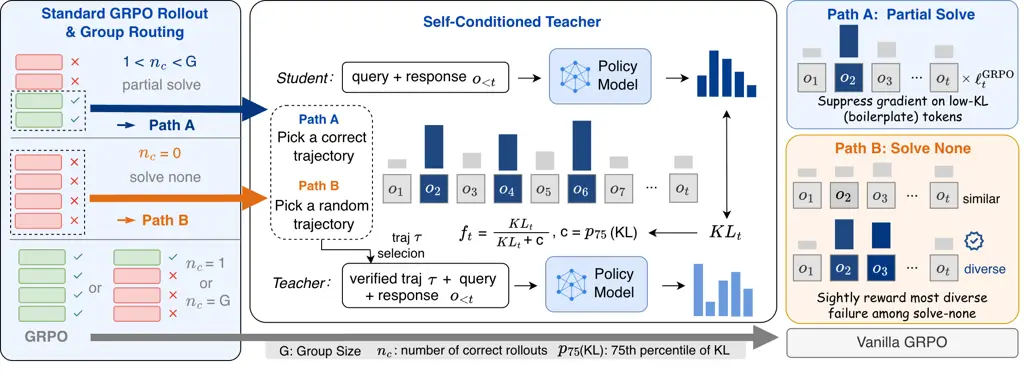 Standard GRPO Rollout
& Group Routing
1 < n_c < G
partial solve
Path A
n_c = 0
solve none
Path B
or
n_c = 1
or
n_c = G
GRPO
Self-Conditioned Teacher
Student:
query + response o_{<t}
Policy
Model
Path A
Pick a correct
trajectory
Path B
Pick a random
trajectory
o_1 o_2 o_3 o_4 o_5 o_6 o_7 ... o_t
traj τ
selecion
f_t = KL_t / KL_t + c , c = p_75 (KL)
KL_t
Teacher:
verified traj τ + query
+ response o_{<t}
Policy
Model
G: Group Size n_c : number of correct rollouts p_75(KL): 75th percentile of KL
Path A: Partial Solve
o_1 o_2 o_3 ... o_t × ℓ_t^GRPO
Suppress gradient on low-KL
(boilerplate) tokens
Path B: Solve None
o_1 o_2 o_3 ... o_t similar
o_1 o_2 o_3 ... o_t diverse
Sightly reward most diverse
failure among solve-none
Vanilla GRPO